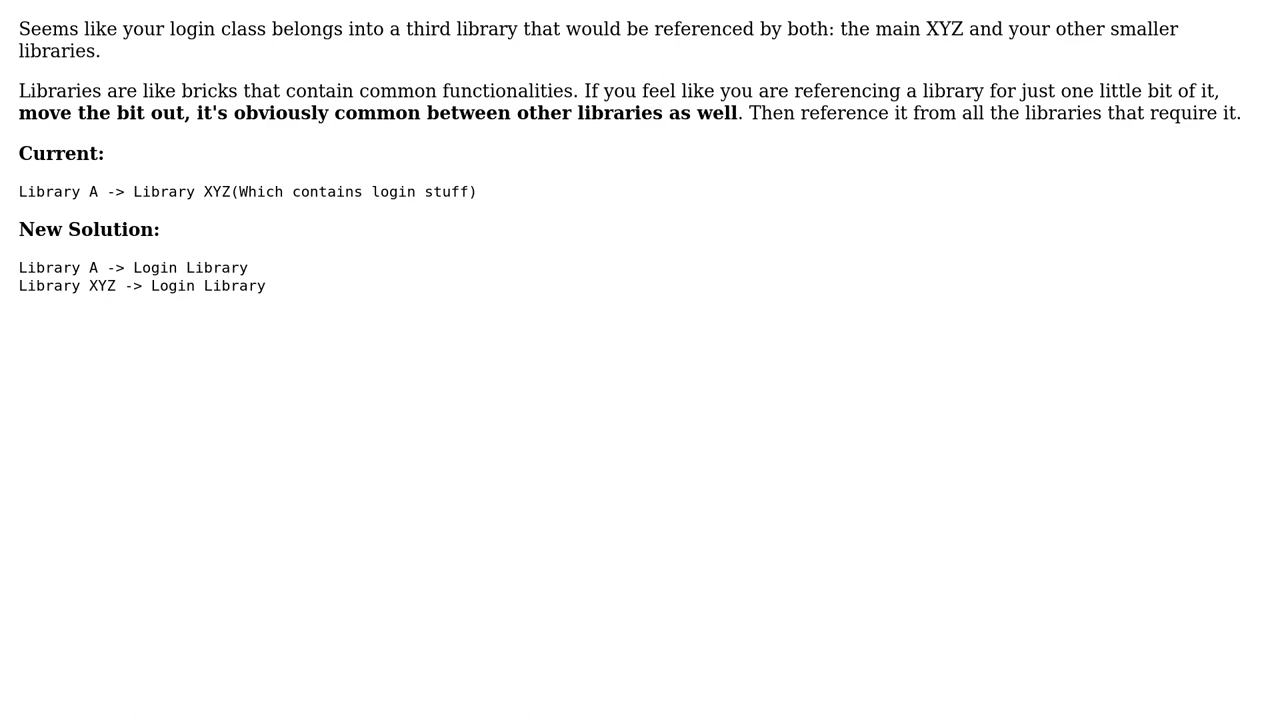 Seems like your login class belongs into a third library that would be referenced by both: the main XYZ and your other smaller
libraries.
Libraries are like bricks that contain common functionalities. If you feel like you are referencing a library for just one little bit of it,
move the bit out, it's obviously common between other libraries as well. Then reference it from all the libraries that require it.
Current:
Library A -> Library XYZ(Which contains login stuff)
New Solution:
Library A -> Login Library
Library XYZ -> Login Library